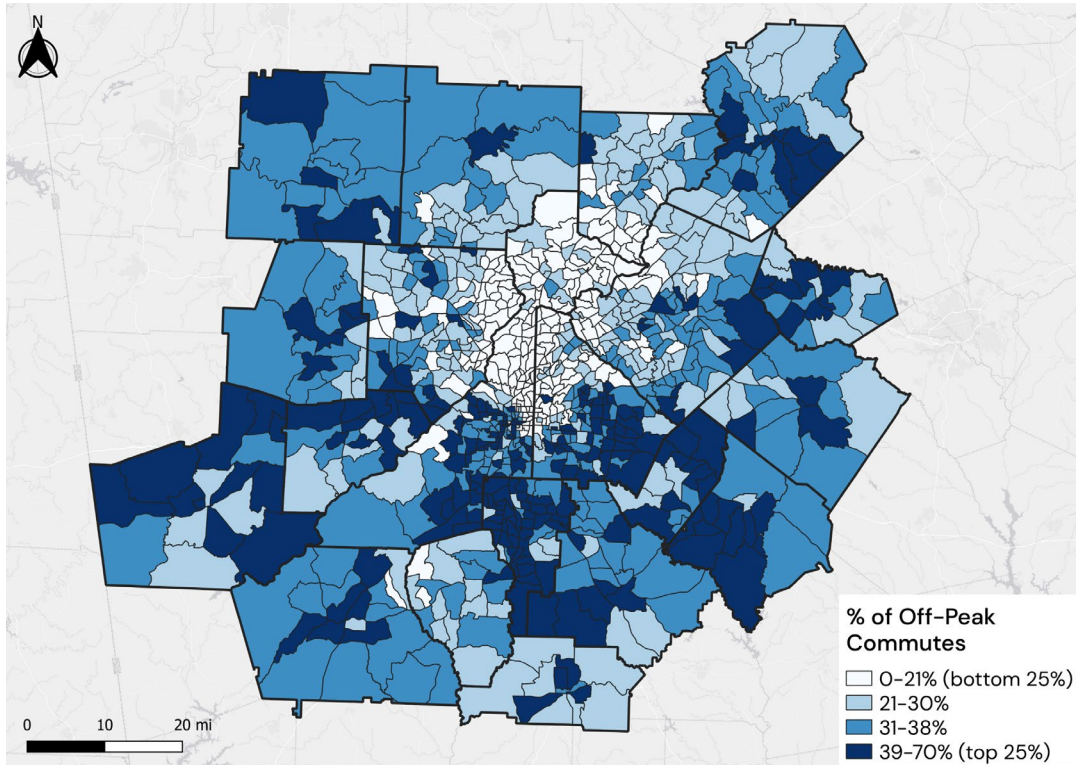 N
% of Off-Peak
Commutes
0-21% (bottom 25%)
21-30%
31-38%
39-70% (top 25%)
0 10 20 mi